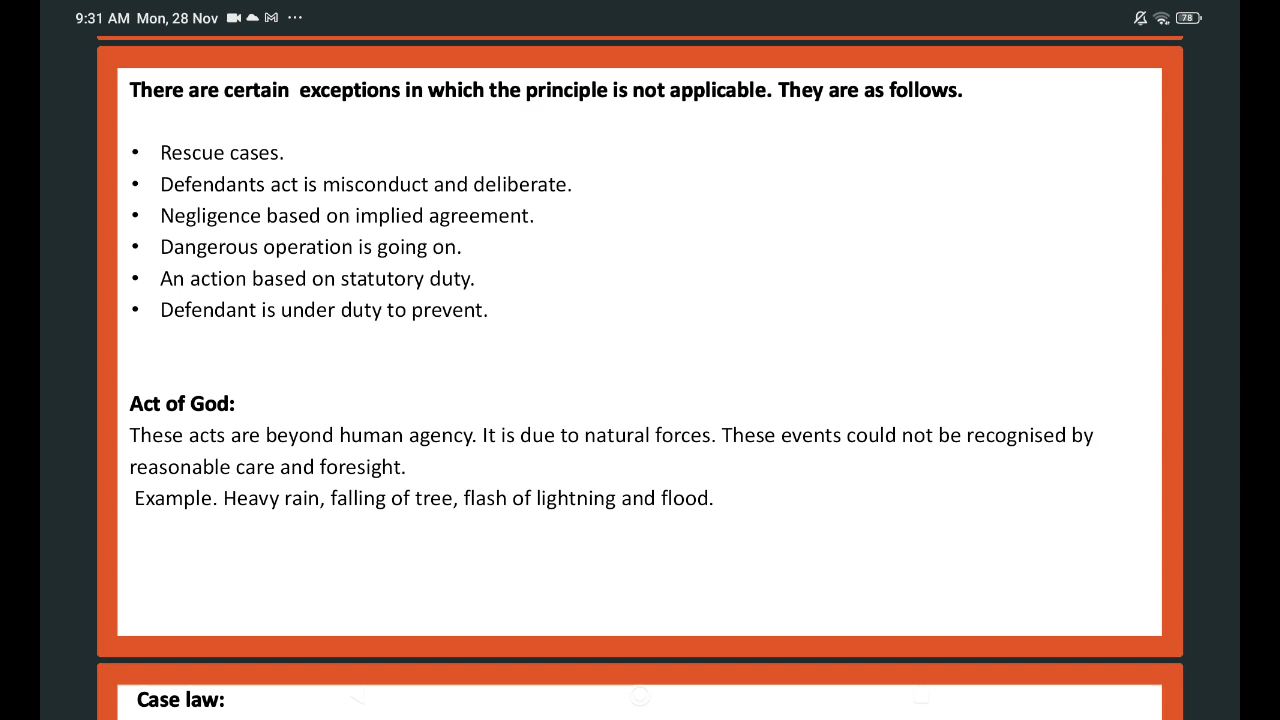 9:31 AM Mon, 28 Nov
78
There are certain exceptions in which the principle is not applicable. They are as follows.
• Rescue cases.
• Defendants act is misconduct and deliberate.
• Negligence based on implied agreement.
• Dangerous operation is going on.
• An action based on statutory duty.
• Defendant is under duty to prevent.
Act of God:
These acts are beyond human agency. It is due to natural forces. These events could not be recognised by
reasonable care and foresight.
Example. Heavy rain, falling of tree, flash of lightning and flood.
Case law: